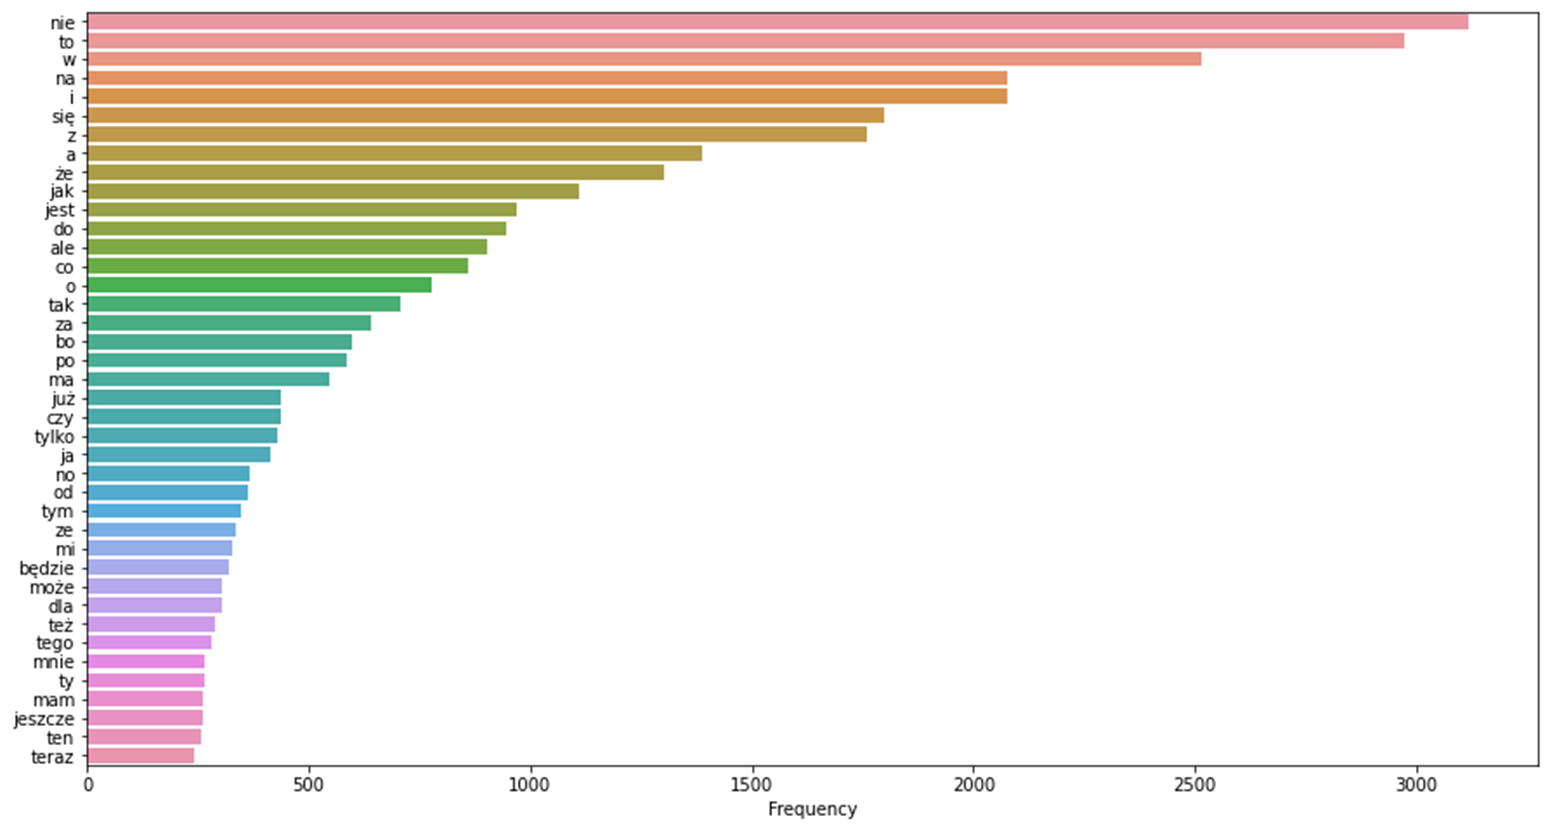 nie
to
w
na
i
się
z
a
że
jak
jest
do
ale
co
o
tak
za
bo
po
ma
już
czy
tylko
ja
no
od
tym
ze
mi
będzie
może
dla
też
tego
mnie
ty
mam
jeszcze
ten
teraz
0 500 1000 1500 2000 2500 3000
Frequency